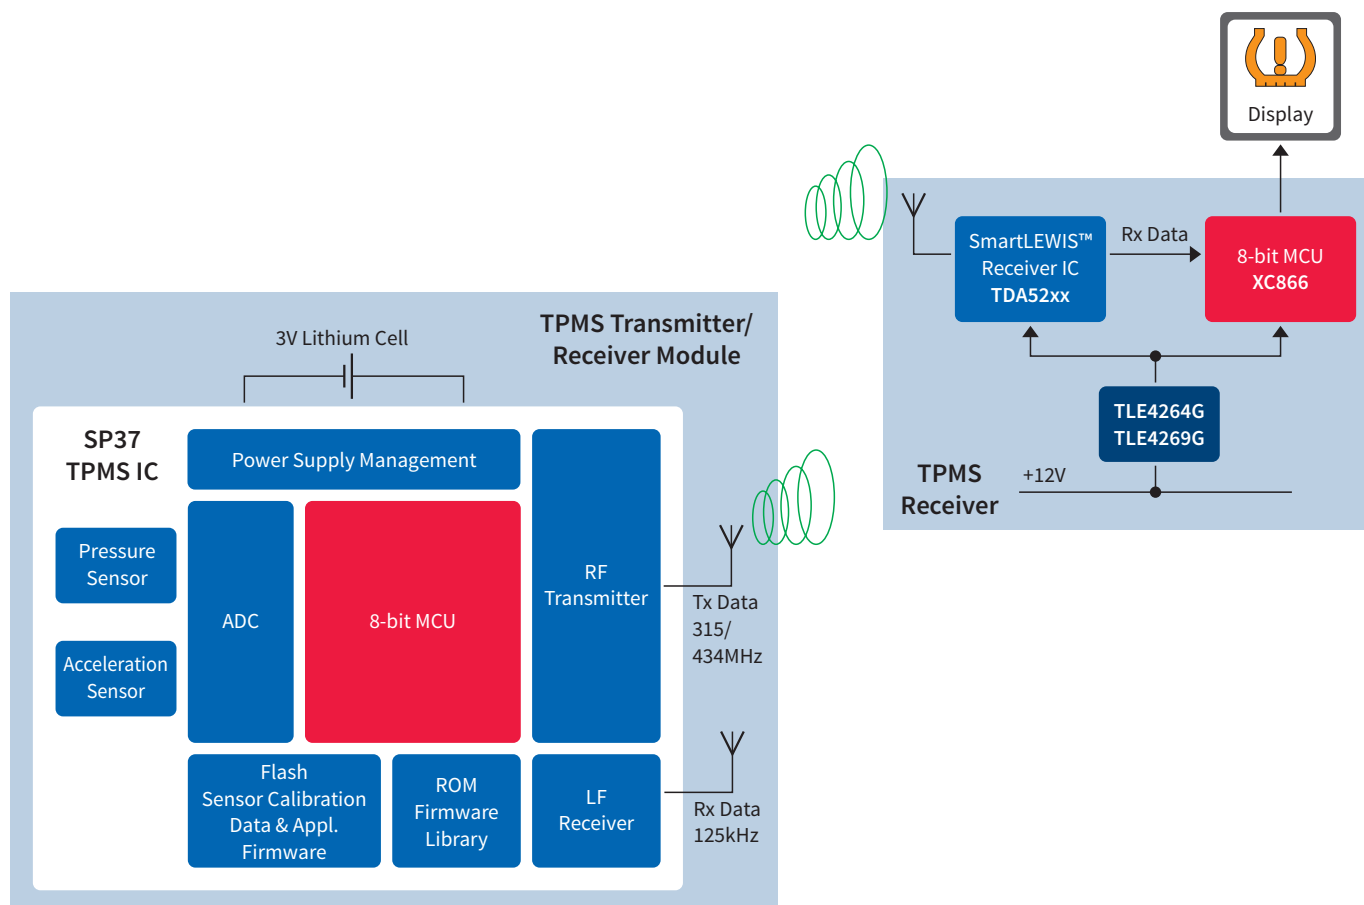 Display
SmartLEWIS™
Receiver IC
TDA52xx
Rx Data
8-bit MCU
XC866
TLE4264G
TLE4269G
TPMS
Receiver
+12V
TPMS Transmitter/
Receiver Module
3V Lithium Cell
SP37
TPMS IC
Power Supply Management
Pressure
Sensor
Acceleration
Sensor
ADC
8-bit MCU
RF
Transmitter
Tx Data
315/
434MHz
Flash
Sensor Calibration
Data & Appl.
Firmware
ROM
Firmware
Library
LF
Receiver
Rx Data
125kHz